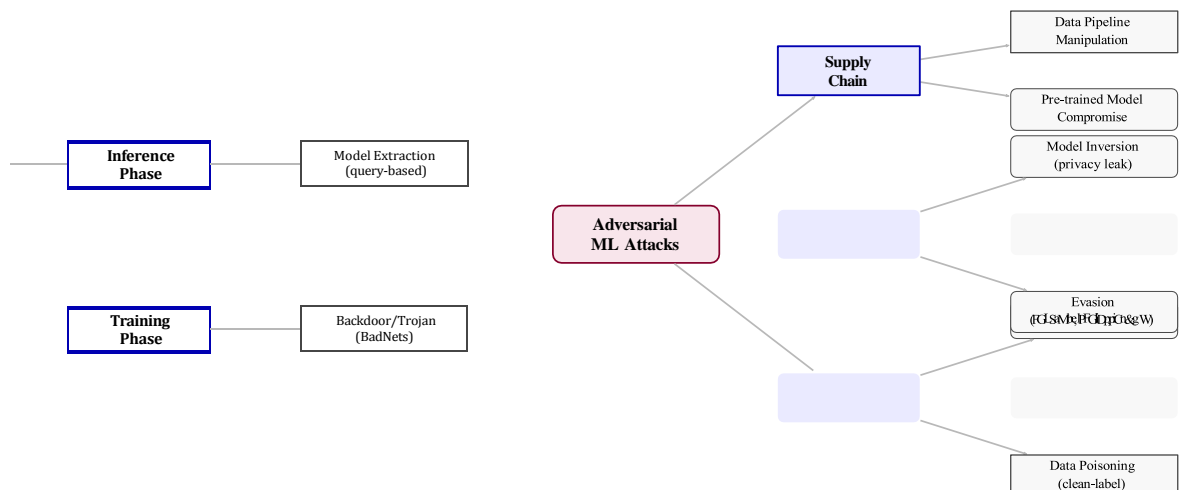 Inference
Phase
Model Extraction
(query-based)
Training
Phase
Backdoor/Trojan
(BadNets)
Adversarial
ML Attacks
Supply
Chain
Data Pipeline
Manipulation
Pre-trained Model
Compromise
Model Inversion
(privacy leak)
Evasion
Data Poisoning
(clean-label)